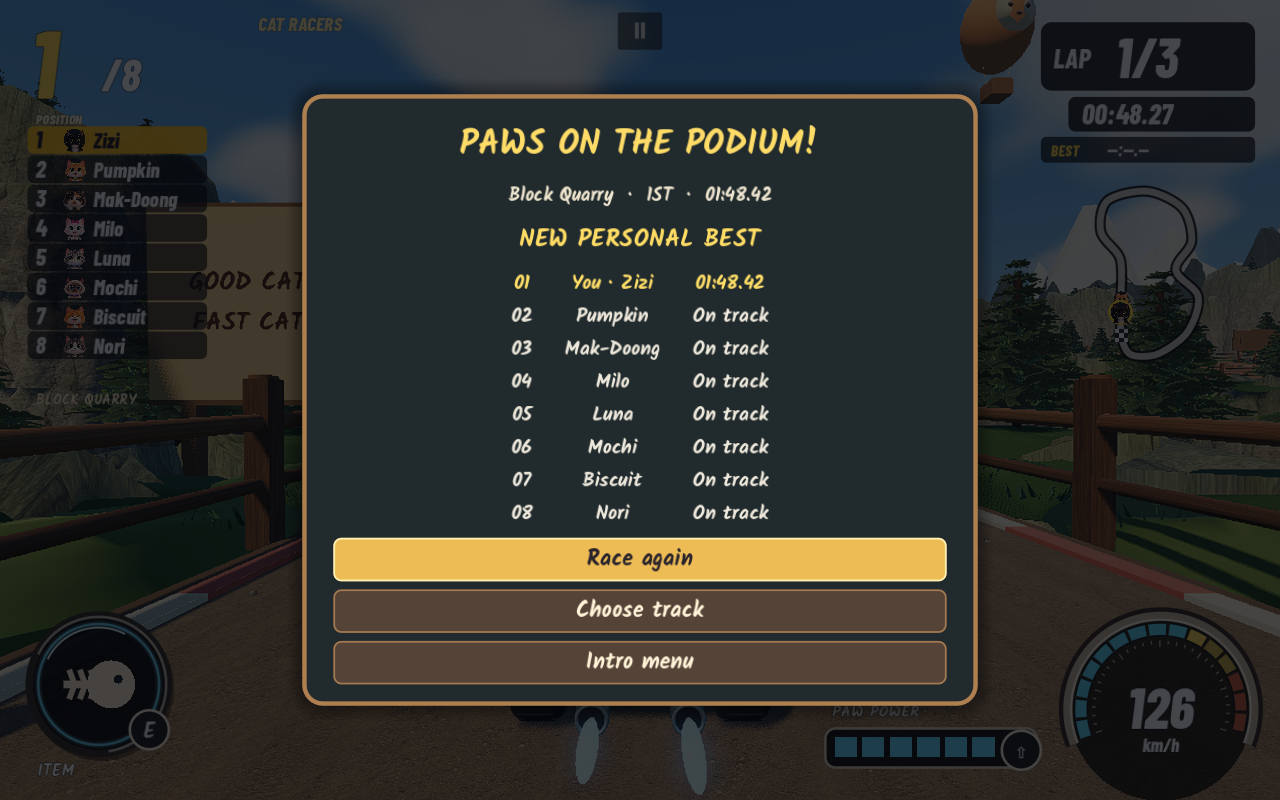 CAT RACERS
1 /8
POSITION
1 Zizi
2 Pumpkin
3 Mak-Doong
4 Milo
5 Luna
6 Mochi
7 Biscuit
8 Nori
BLOCK QUARRY
GOOD CAT
FAST CAT
LAP 1/3
00:48.27
BEST --:--.--
PAWS ON THE PODIUM!
Block Quarry · 1ST · 01:48.42
NEW PERSONAL BEST
01 You · Zizi 01:48.42
02 Pumpkin On track
03 Mak-Doong On track
04 Milo On track
05 Luna On track
06 Mochi On track
07 Biscuit On track
08 Nori On track
Race again
Choose track
Intro menu
E
ITEM
PAW POWER
⇧
126
km/h